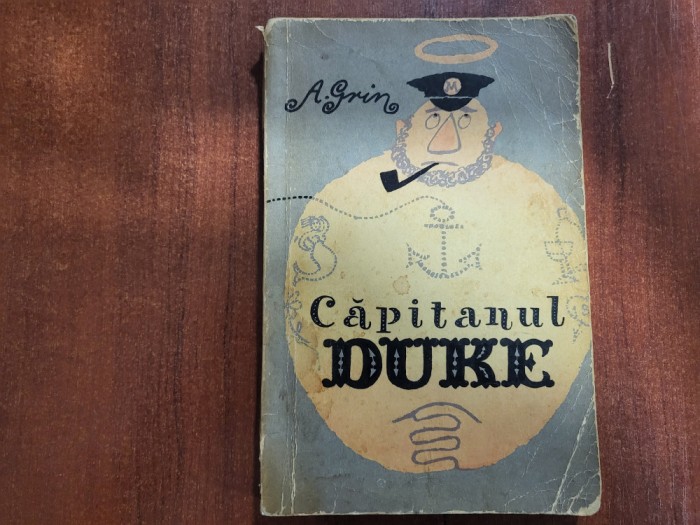 A. Grin
M
Căpitanul
DUKE